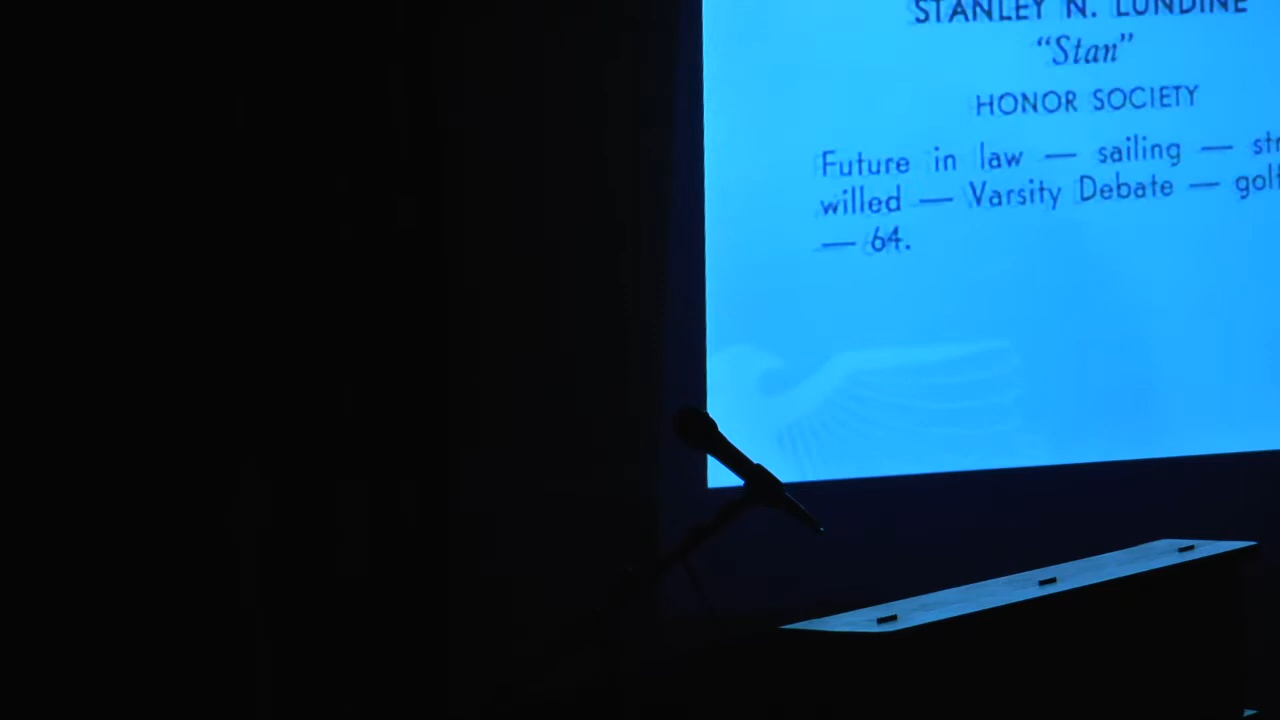 STANLEY N. LUNDINE
“Stan”
HONOR SOCIETY
Future in law — sailing —
willed — Varsity Debate —
— 64.